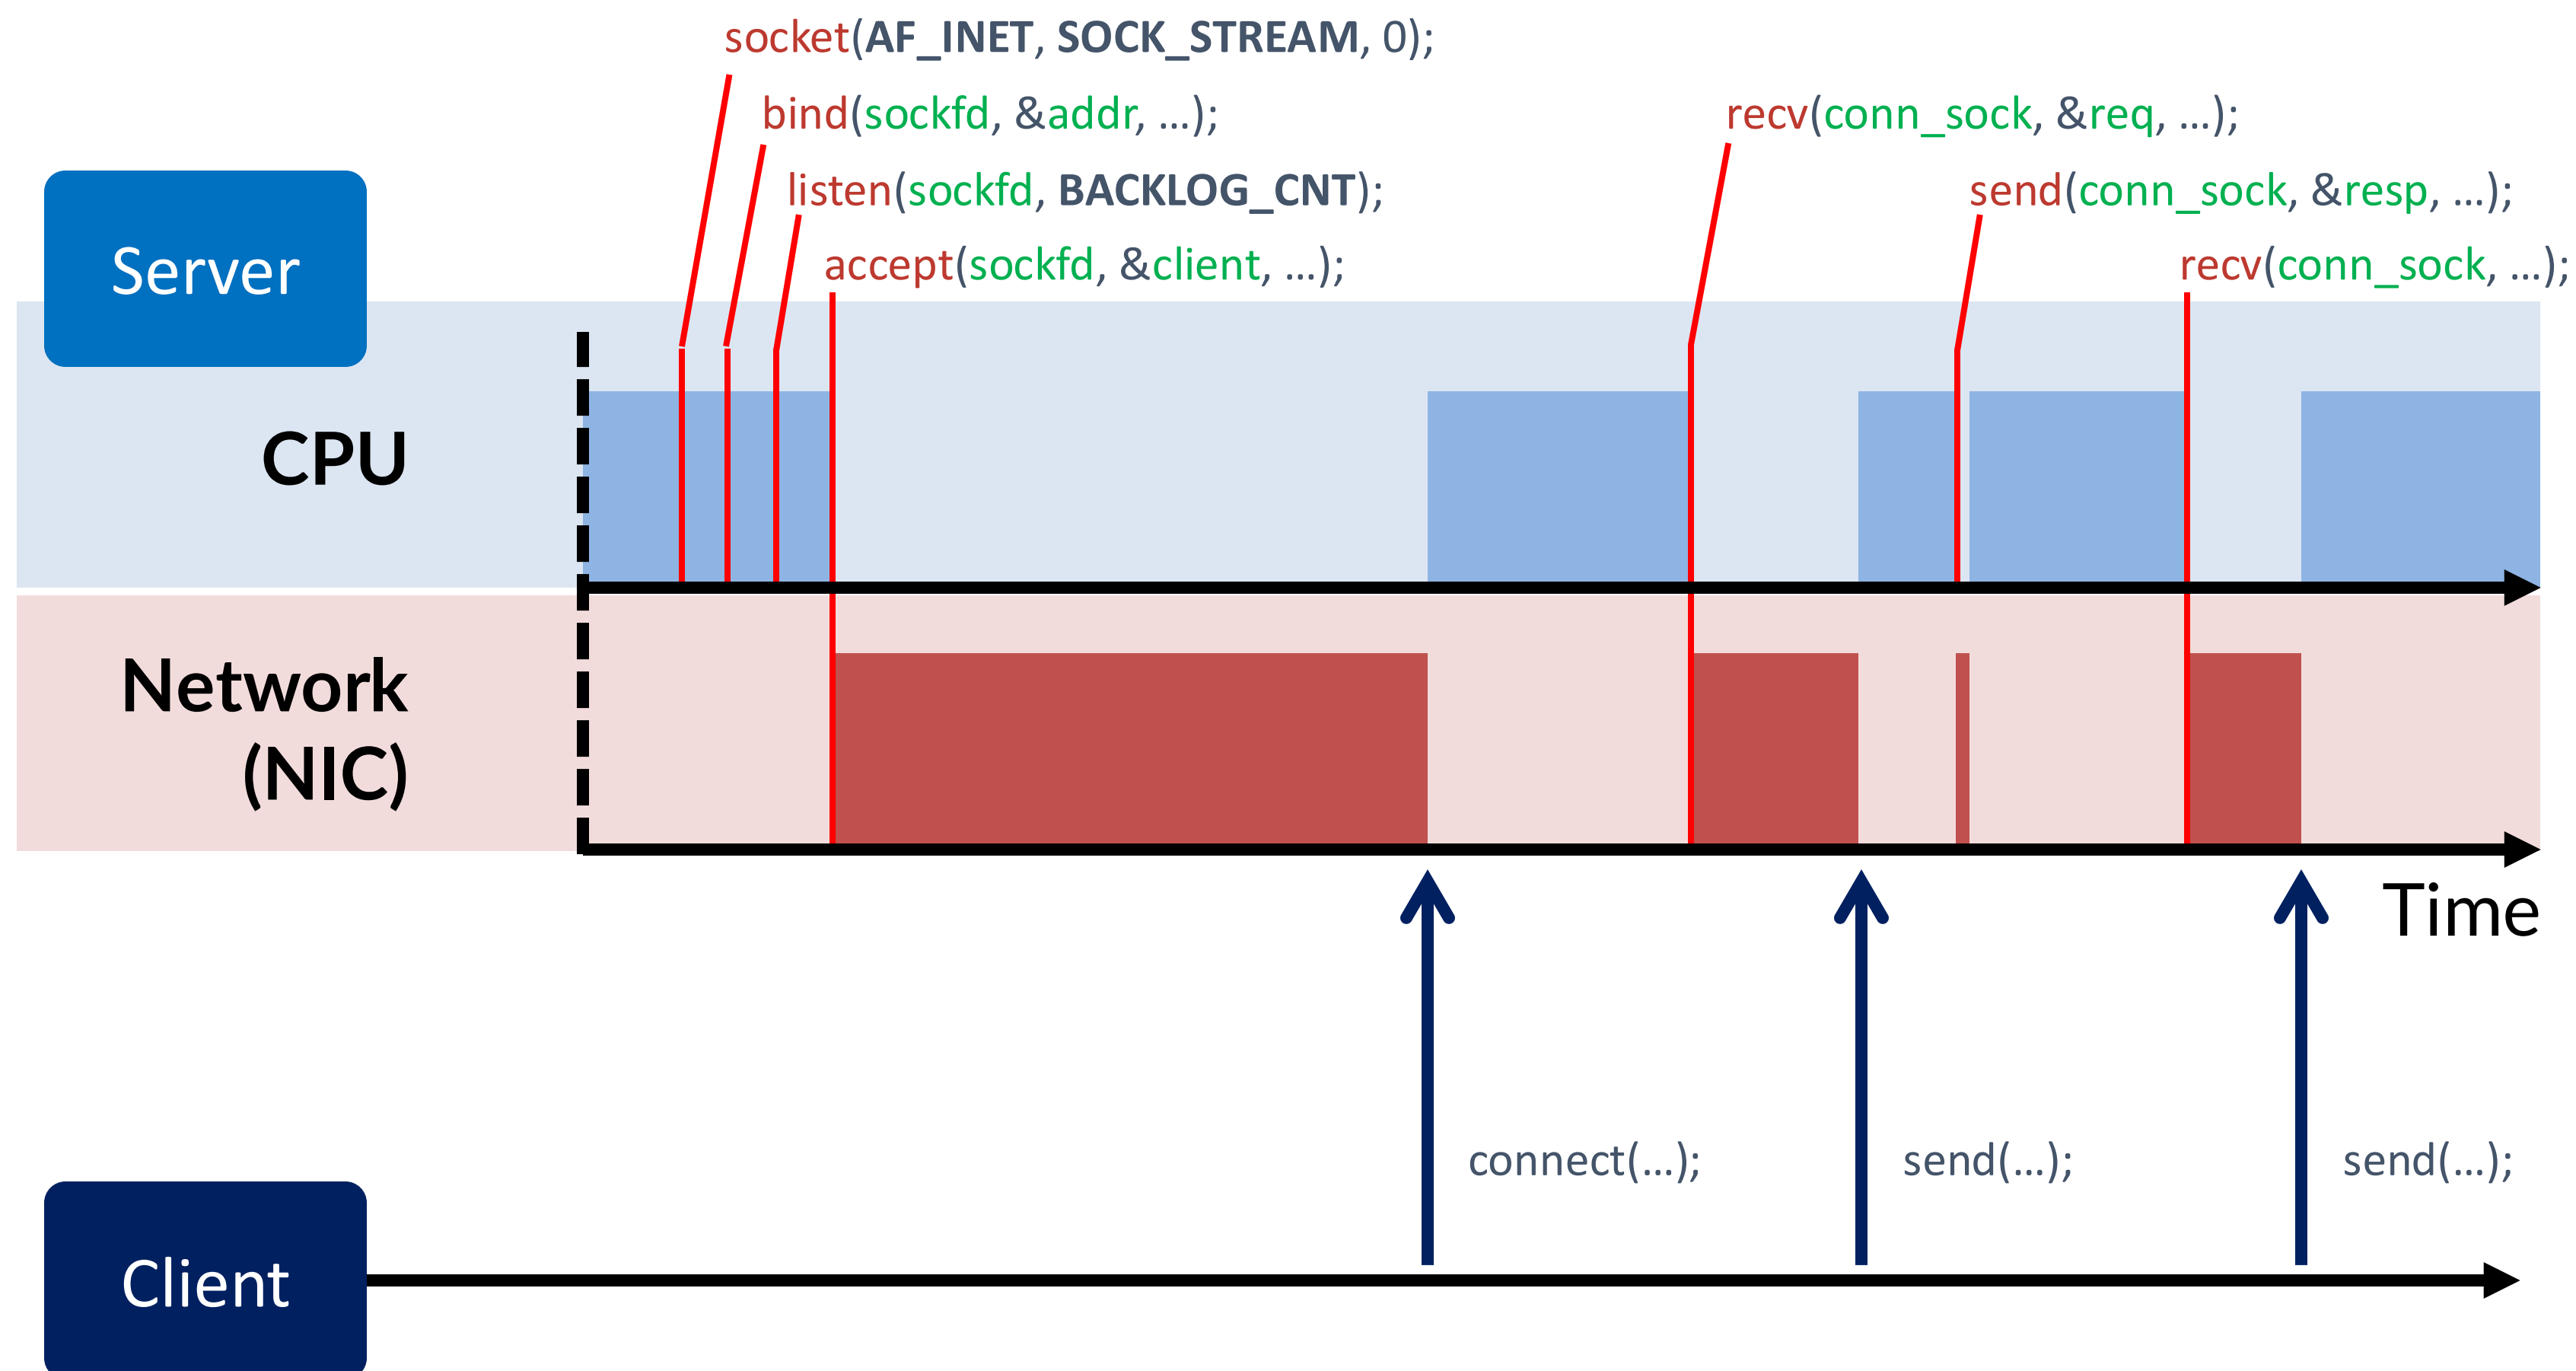 socket(AF_INET, SOCK_STREAM, 0);
bind(sockfd, &addr, …);
listen(sockfd, BACKLOG_CNT);
accept(sockfd, &client, …);
recv(conn_sock, &req, …);
send(conn_sock, &resp, …);
recv(conn_sock, …);
Server
CPU
Network
(NIC)
Time
connect(…);
send(…);
send(…);
Client